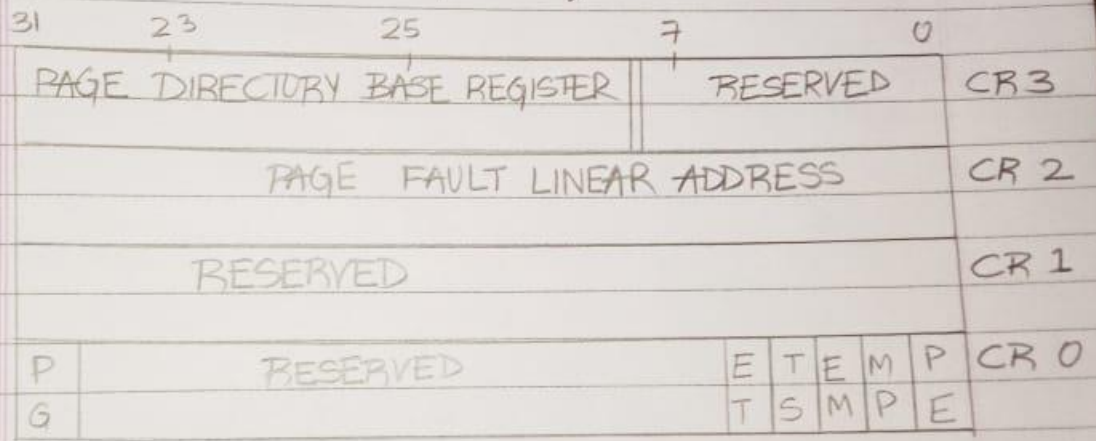 31 23 25 7 0
PAGE DIRECTORY BASE REGISTER RESERVED CR3
PAGE FAULT LINEAR ADDRESS CR 2
RESERVED CR 1
P RESERVED E T E M P CR 0
G T S M P E